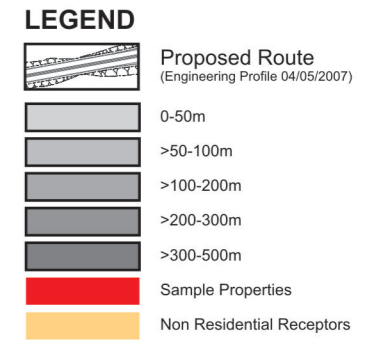 LEGEND
Proposed Route
(Engineering Profile 04/05/2007)
0-50m
>50-100m
>100-200m
>200-300m
>300-500m
Sample Properties
Non Residential Receptors